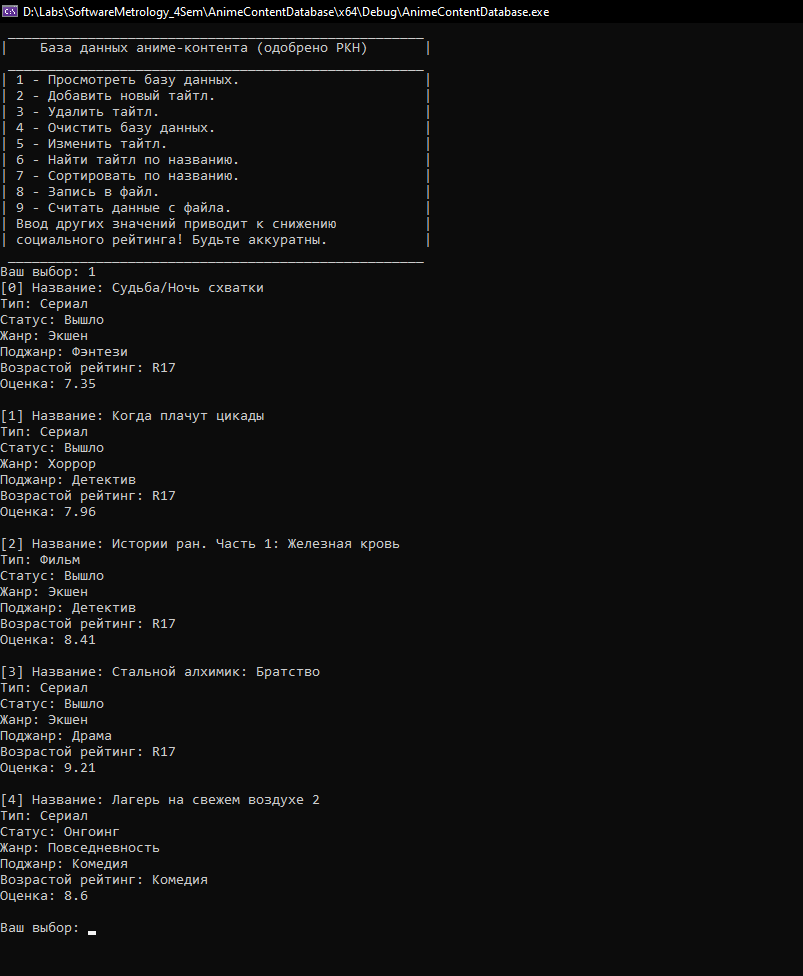 D:\Labs\SoftwareMetrology_4Sem\AnimeContentDatabase\x64\Debug\AnimeContentDatabase.exe
| База данных аниме-контента (одобрено РКН) |
| 1 - Просмотреть базу данных. |
| 2 - Добавить новый тайтл. |
| 3 - Удалить тайтл. |
| 4 - Очистить базу данных. |
| 5 - Изменить тайтл. |
| 6 - Найти тайтл по названию. |
| 7 - Сортировать по названию. |
| 8 - Запись в файл. |
| 9 - Считать данные с файла. |
| Ввод других значений приводит к снижению |
| социального рейтинга! Будьте аккуратны. |
Ваш выбор: 1
[0] Название: Судьба/Ночь схватки
Тип: Сериал
Статус: Вышло
Жанр: Экшен
Поджанр: Фэнтези
Возрастой рейтинг: R17
Оценка: 7.35
[1] Название: Когда плачут цикады
Тип: Сериал
Статус: Вышло
Жанр: Хоррор
Поджанр: Детектив
Возрастой рейтинг: R17
Оценка: 7.96
[2] Название: Истории ран. Часть 1: Железная кровь
Тип: Фильм
Статус: Вышло
Жанр: Экшен
Поджанр: Детектив
Возрастой рейтинг: R17
Оценка: 8.41
[3] Название: Стальной алхимик: Братство
Тип: Сериал
Статус: Вышло
Жанр: Экшен
Поджанр: Драма
Возрастой рейтинг: R17
Оценка: 9.21
[4] Название: Лагерь на свежем воздухе 2
Тип: Сериал
Статус: Онгоинг
Жанр: Повседневность
Поджанр: Комедия
Возрастой рейтинг: Комедия
Оценка: 8.6
Ваш выбор: